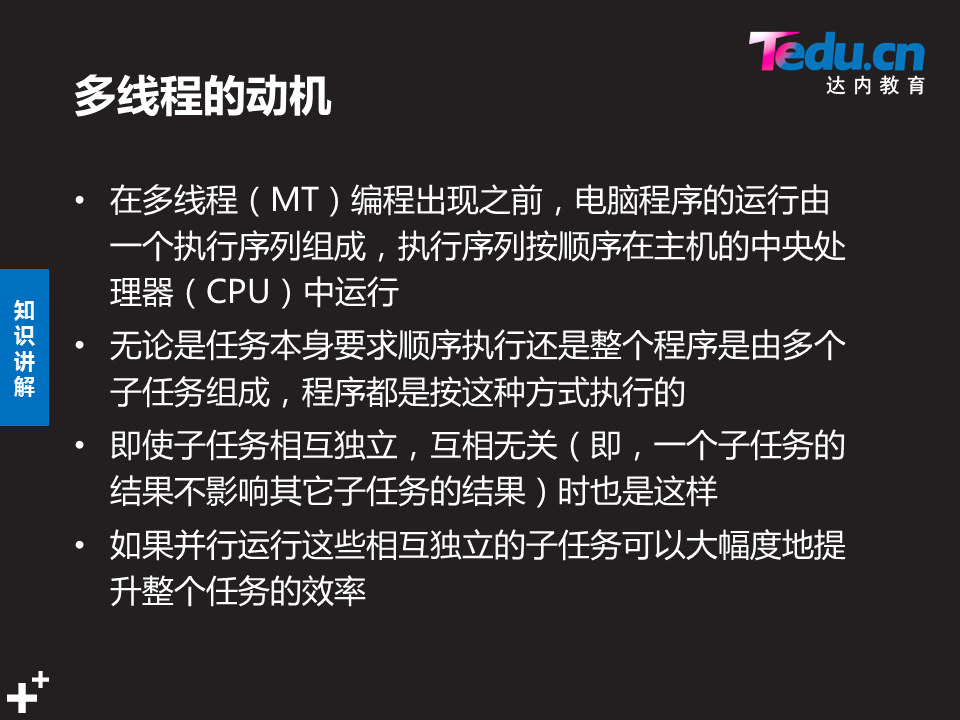 Tedu.cn
达内教育
多线程的动机
• 在多线程（MT）编程出现之前，电脑程序的运行由
一个执行序列组成，执行序列按顺序在主机的中央处
理器（CPU）中运行
• 无论是任务本身要求顺序执行还是整个程序是由多个
子任务组成，程序都是按这种方式执行的
• 即使子任务相互独立，互相无关（即，一个子任务的
结果不影响其它子任务的结果）时也是这样
• 如果并行运行这些相互独立的子任务可以大幅度地提
升整个任务的效率
知
识
讲
解